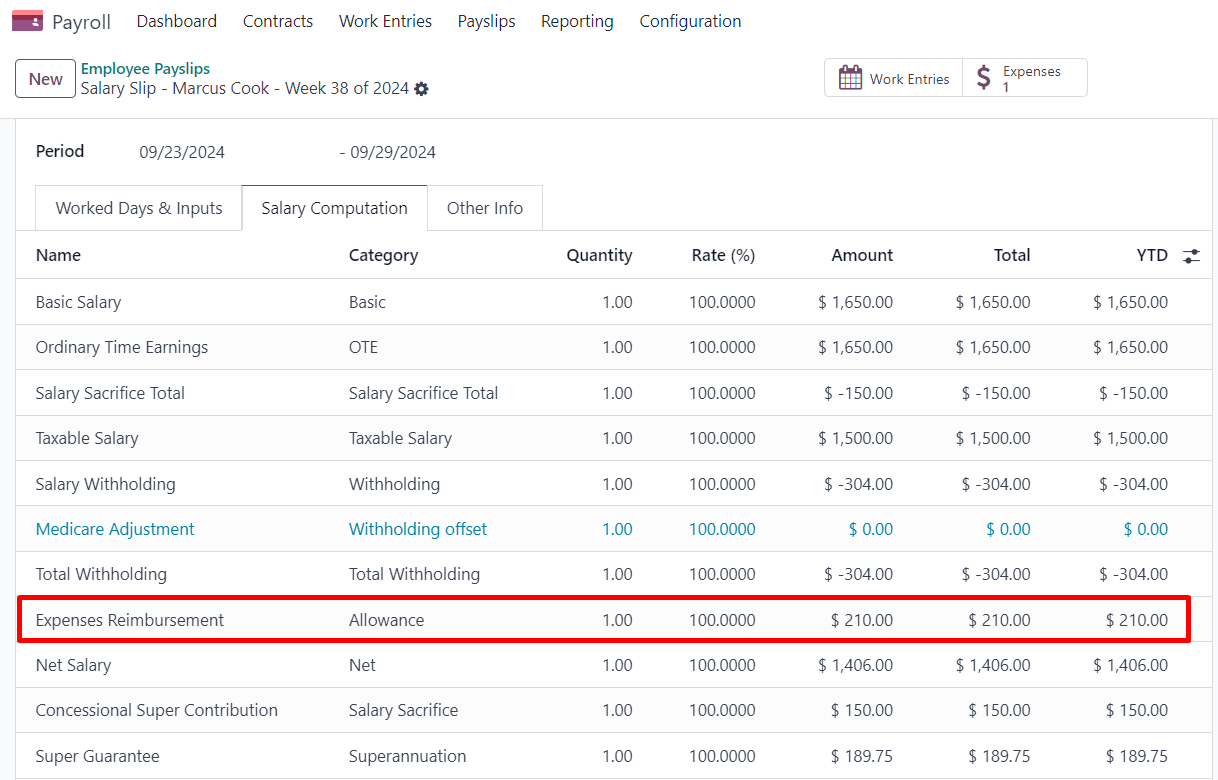 Payroll Dashboard Contracts Work Entries Payslips Reporting Configuration
New Employee Payslips
Salary Slip - Marcus Cook - Week 38 of 2024
Work Entries
Expenses
1
Period 09/23/2024 - 09/29/2024
Worked Days & Inputs Salary Computation Other Info
Name Category Quantity Rate (%) Amount Total YTD
Basic Salary Basic 1.00 100.0000 $ 1,650.00 $ 1,650.00 $ 1,650.00
Ordinary Time Earnings OTE 1.00 100.0000 $ 1,650.00 $ 1,650.00 $ 1,650.00
Salary Sacrifice Total Salary Sacrifice Total 1.00 100.0000 $ -150.00 $ -150.00 $ -150.00
Taxable Salary Taxable Salary 1.00 100.0000 $ 1,500.00 $ 1,500.00 $ 1,500.00
Salary Withholding Withholding 1.00 100.0000 $ -304.00 $ -304.00 $ -304.00
Medicare Adjustment Withholding offset 1.00 100.0000 $ 0.00 $ 0.00 $ 0.00
Total Withholding Total Withholding 1.00 100.0000 $ -304.00 $ -304.00 $ -304.00
Expenses Reimbursement Allowance 1.00 100.0000 $ 210.00 $ 210.00 $ 210.00
Net Salary Net 1.00 100.0000 $ 1,406.00 $ 1,406.00 $ 1,406.00
Concessional Super Contribution Salary Sacrifice 1.00 100.0000 $ 150.00 $ 150.00 $ 150.00
Super Guarantee Superannuation 1.00 100.0000 $ 189.75 $ 189.75 $ 189.75